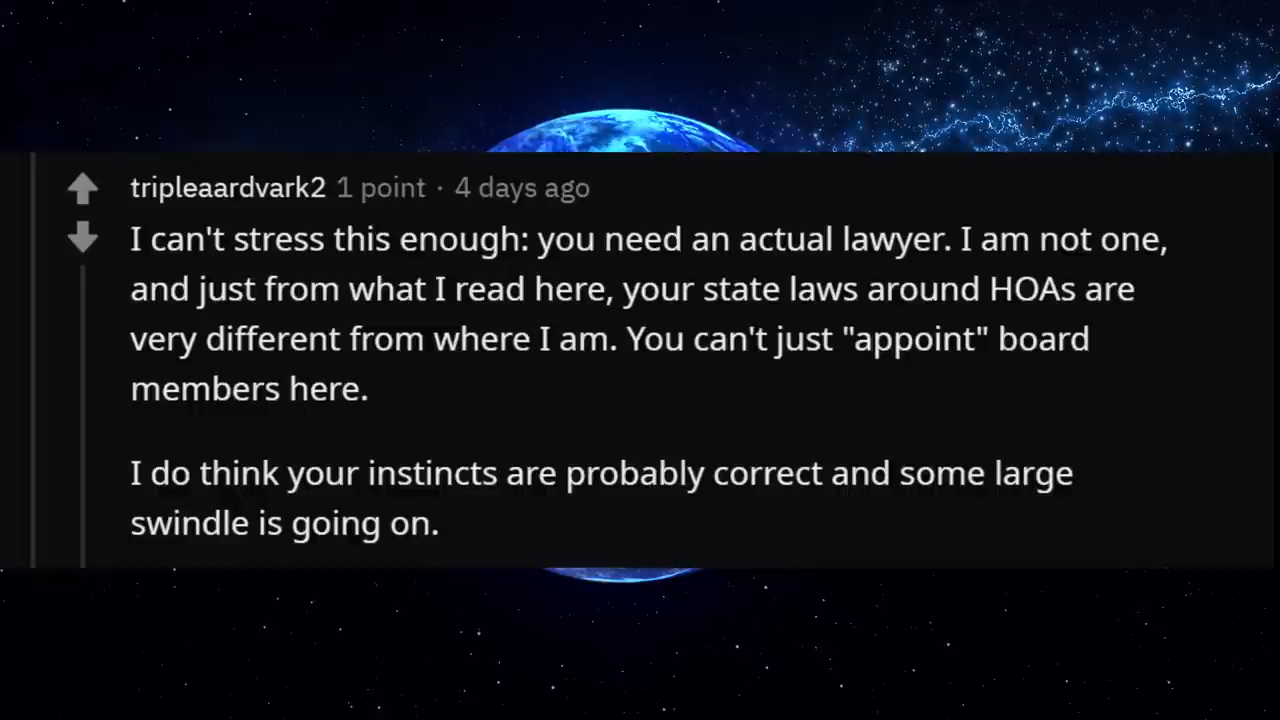 tripleaardvark2 1 point · 4 days ago
I can't stress this enough: you need an actual lawyer. I am not one,
and just from what I read here, your state laws around HOAs are
very different from where I am. You can't just "appoint" board
members here.
I do think your instincts are probably correct and some large
swindle is going on.